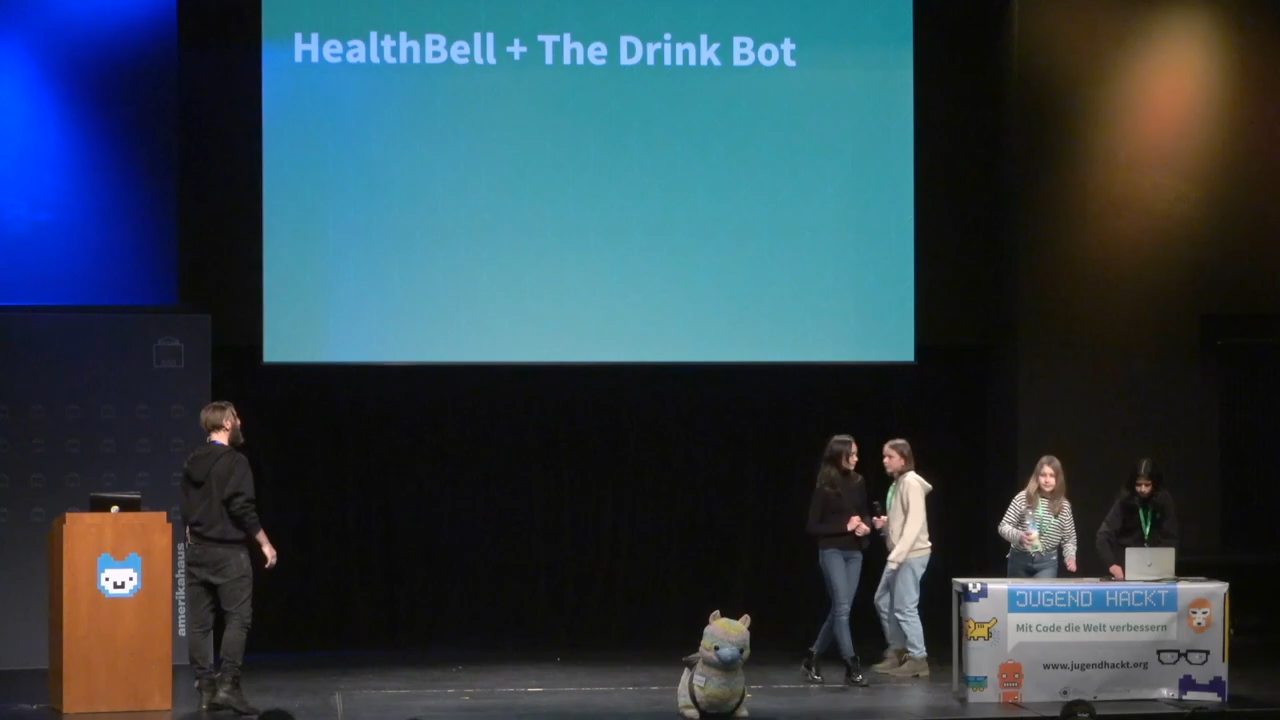 HealthBell + The Drink Bot
amerikahaus
JUGEND HACKT
Mit Code die Welt verbessern
www.jugendhackt.org